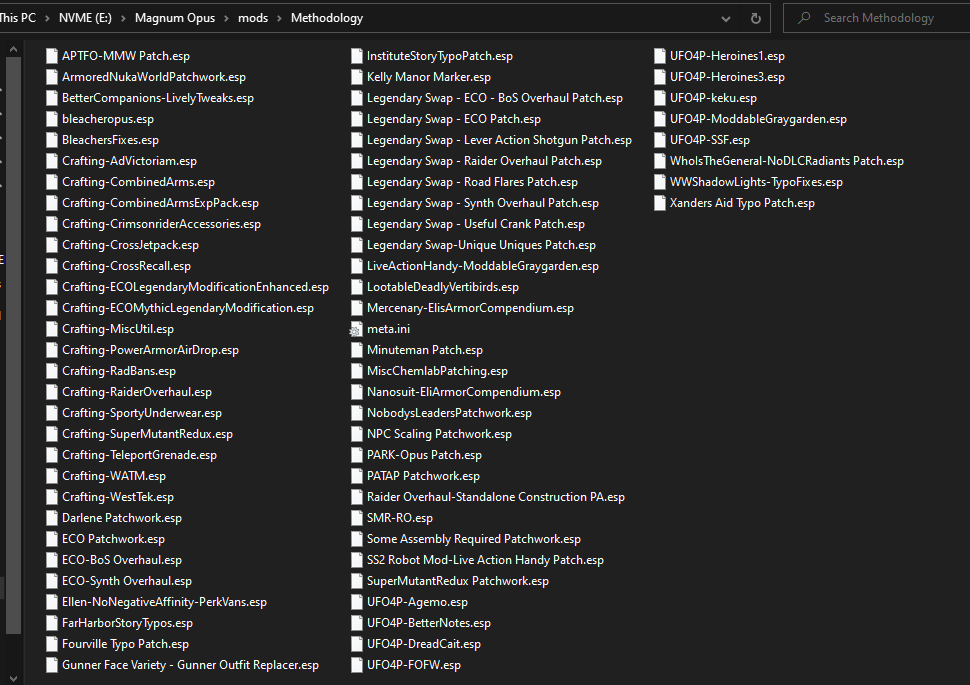 This PC > NVME (E:) > Magnum Opus > mods > Methodology
Search Methodology
APTFO-MMW Patch.esp
ArmoredNukaWorldPatchwork.esp
BetterCompanions-LivelyTweaks.esp
bleacheropus.esp
BleachersFixes.esp
Crafting-AdVictoriam.esp
Crafting-CombinedArms.esp
Crafting-CombinedArmsExpPack.esp
Crafting-CrimsonriderAccessories.esp
Crafting-CrossJetpack.esp
Crafting-CrossRecall.esp
Crafting-ECOLegendaryModificationEnhanced.esp
Crafting-ECOMythicLegendaryModification.esp
Crafting-MiscUtil.esp
Crafting-PowerArmorAirDrop.esp
Crafting-RadBans.esp
Crafting-RaiderOverhaul.esp
Crafting-SportyUnderwear.esp
Crafting-SuperMutantRedux.esp
Crafting-TeleportGrenade.esp
Crafting-WATM.esp
Crafting-WestTek.esp
Darlene Patchwork.esp
ECO Patchwork.esp
ECO-BoS Overhaul.esp
ECO-Synth Overhaul.esp
Ellen-NoNegativeAffinity-PerkVans.esp
FarHarborStoryTypos.esp
Fourville Typo Patch.esp
Gunner Face Variety - Gunner Outfit Replacer.esp
InstituteStoryTypoPatch.esp
Kelly Manor Marker.esp
Legendary Swap - ECO - BoS Overhaul Patch.esp
Legendary Swap - ECO Patch.esp
Legendary Swap - Lever Action Shotgun Patch.esp
Legendary Swap - Raider Overhaul Patch.esp
Legendary Swap - Road Flares Patch.esp
Legendary Swap - Synth Overhaul Patch.esp
Legendary Swap - Useful Crank Patch.esp
Legendary Swap-Unique Uniques Patch.esp
LiveActionHandy-ModdableGraygarden.esp
LootableDeadlyVertibirds.esp
Mercenary-ElisArmorCompendium.esp
meta.ini
Minuteman Patch.esp
MiscChemlabPatching.esp
Nanosuit-EliArmorCompendium.esp
NobodysLeadersPatchwork.esp
NPC Scaling Patchwork.esp
PARK-Opus Patch.esp
PATAP Patchwork.esp
Raider Overhaul-Standalone Construction PA.esp
SMR-RO.esp
Some Assembly Required Patchwork.esp
SS2 Robot Mod-Live Action Handy Patch.esp
SuperMutantRedux Patchwork.esp
UFO4P-Agemo.esp
UFO4P-BetterNotes.esp
UFO4P-DreadCait.esp
UFO4P-FOFW.esp
UFO4P-Heroines1.esp
UFO4P-Heroines3.esp
UFO4P-keku.esp
UFO4P-ModdableGraygarden.esp
UFO4P-SSF.esp
WhoIsTheGeneral-NoDLCRadiants Patch.esp
WWShadowLights-TypoFixes.esp
Xanders Aid Typo Patch.esp